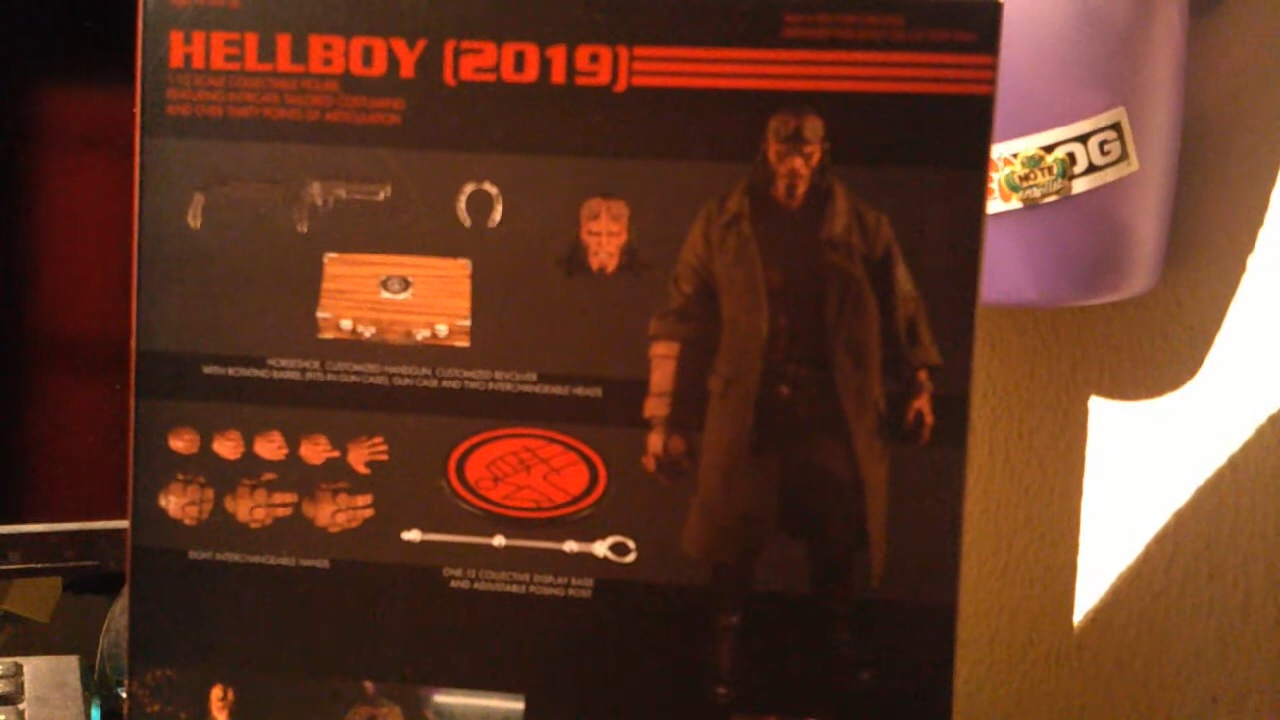 HELLBOY (2019)
1:12 SCALE COLLECTIBLE FIGURE,
FEATURING INTRICATE TAILORED COSTUMING
AND OVER THIRTY POINTS OF ARTICULATION
HORSESHOE, CUSTOMIZED HANDGUN, CUSTOMIZED REVOLVER
WITH ROTATING BARREL (FITS IN GUN CASE), GUN CASE AND TWO INTERCHANGEABLE HEADS
EIGHT INTERCHANGEABLE HANDS
ONE:12 COLLECTIVE DISPLAY BASE
AND ADJUSTABLE POSING POST
OG
NOTE